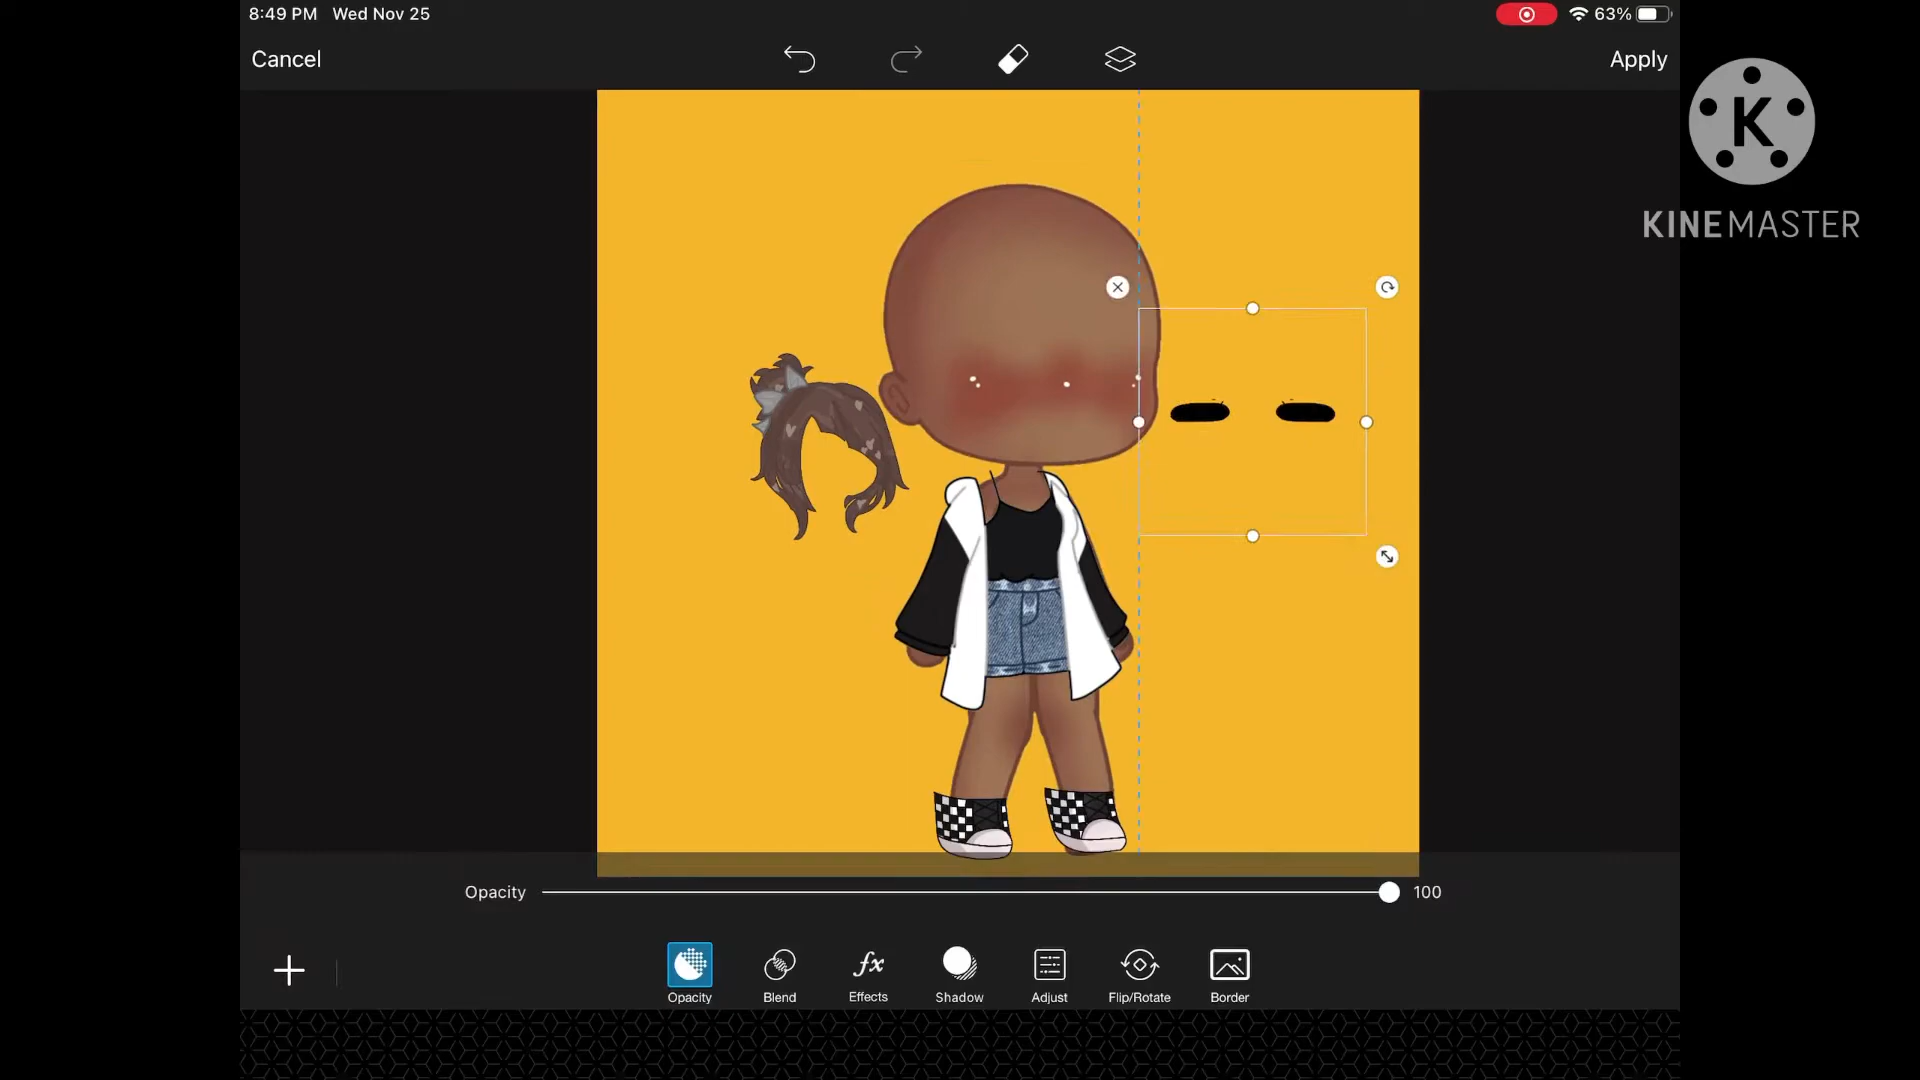 8:49 PM Wed Nov 25
63%
Cancel
Apply
K
KINEMASTER
Opacity
100
Opacity
Blend
fx
Effects
Shadow
Adjust
Flip/Rotate
Border